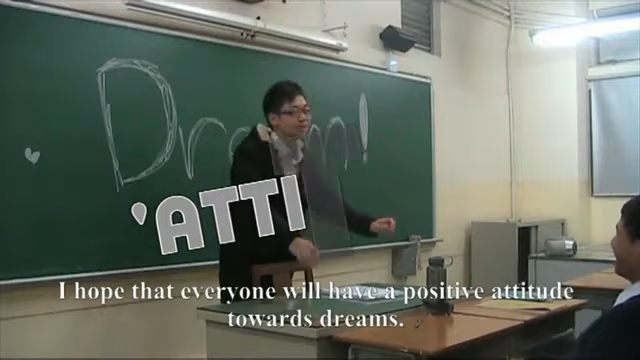 Dream!
'ATTI
I hope that everyone will have a positive attitude
towards dreams.